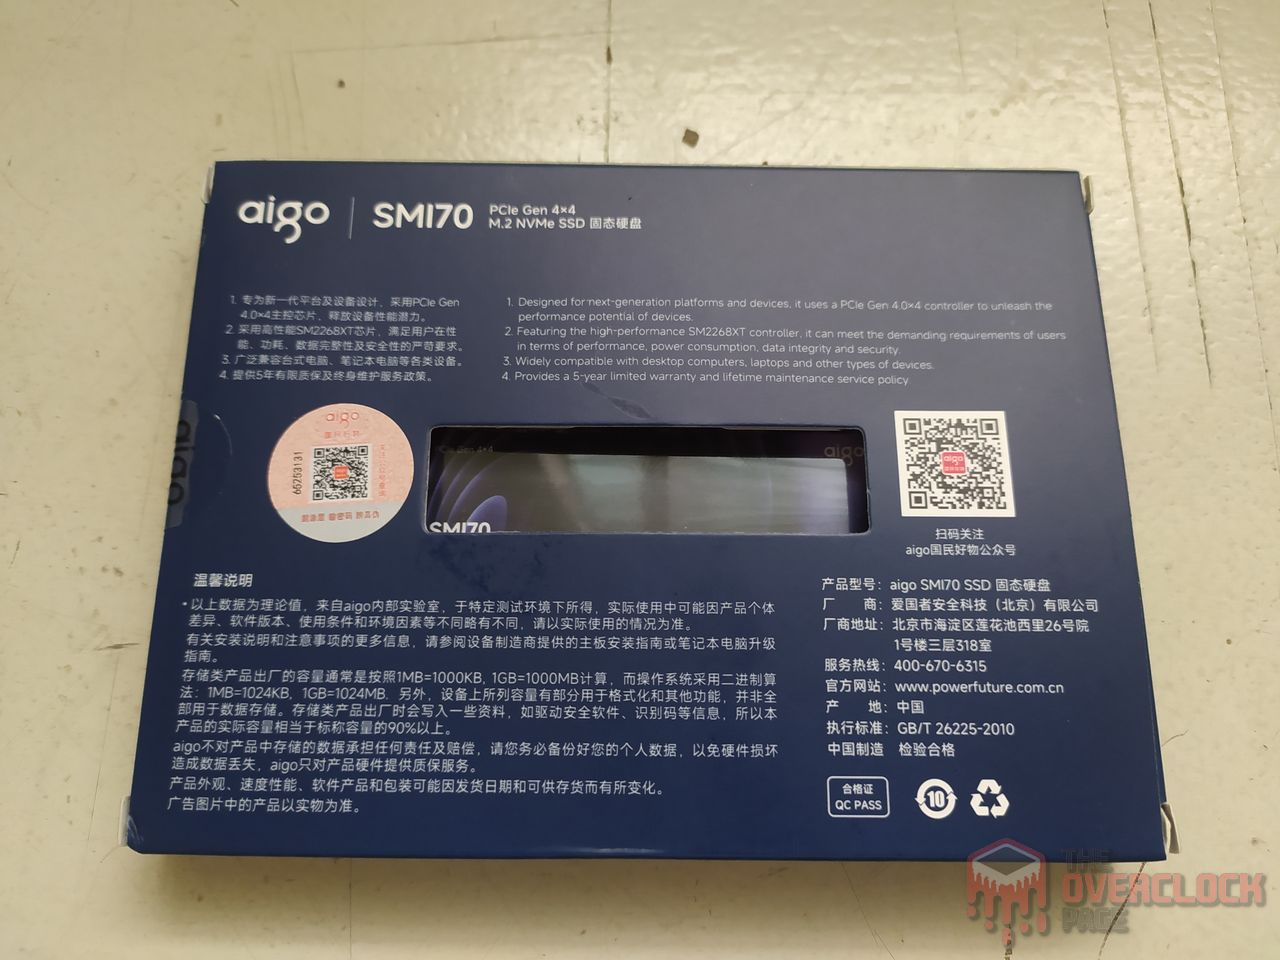 aigo
SMI70
PCIe Gen 4×4
M.2 NVMe SSD 固态硬盘
1. 专为新一代平台及设备设计，采用PCIe Gen
4.0×4主控芯片，释放设备性能潜力。
2. 采用高性能SM2268XT芯片，满足用户在性
能、功耗、数据完整性及安全性的严苛要求。
3. 广泛兼容台式电脑、笔记本电脑等各类设备。
4. 提供5年有限质保及终身维护服务政策。
1. Designed for next-generation platforms and devices, it uses a PCIe Gen 4.0×4 controller to unleash the
performance potential of devices.
2. Featuring the high-performance SM2268XT controller, it can meet the demanding requirements of users
in terms of performance, power consumption, data integrity and security.
3. Widely compatible with desktop computers, laptops and other types of devices.
4. Provides a 5-year limited warranty and lifetime maintenance service policy
aigo
aigo
65253131
PCIe Gen 4×4
aigo
SMI70
aigo
扫码关注
aigo国民好物公众号
温馨说明
•以上数据为理论值，来自aigo内部实验室，于特定测试环境下所得，实际使用中可能因产品个体
差异、软件版本、使用条件和环境因素等不同略有不同，请以实际使用的情况为准。
有关安装说明和注意事项的更多信息，请参阅设备制造商提供的主板安装指南或笔记本电脑升级
指南。
存储类产品出厂的容量通常是按照1MB=1000KB, 1GB=1000MB计算，而操作系统采用二进制算
法：1MB=1024KB, 1GB=1024MB. 另外，设备上所列容量有部分用于格式化和其他功能，并非全
部用于数据存储。存储类产品出厂时会写入一些资料，如驱动安全软件、识别码等信息，所以本
产品的实际容量相当于标称容量的90%以上。
aigo不对产品中存储的数据承担任何责任及赔偿，请您务必备份好您的个人数据，以免硬件损坏
造成数据丢失，aigo只对产品硬件提供质保服务。
产品外观、速度性能、软件产品和包装可能因发货日期和可供存货而有所变化。
广告图片中的产品以实物为准。
产品型号：aigo SMI70 SSD 固态硬盘
厂 商：爱国者安全科技（北京）有限公司
厂商地址：北京市海淀区莲花池西里26号院
1号楼三层318室
服务热线：400-670-6315
官方网站：www.powerfuture.com.cn
产 地：中国
执行标准：GB/T 26225-2010
中国制造 检验合格
合格证
QC PASS
10
THE
OVERCLOCK
PAGE